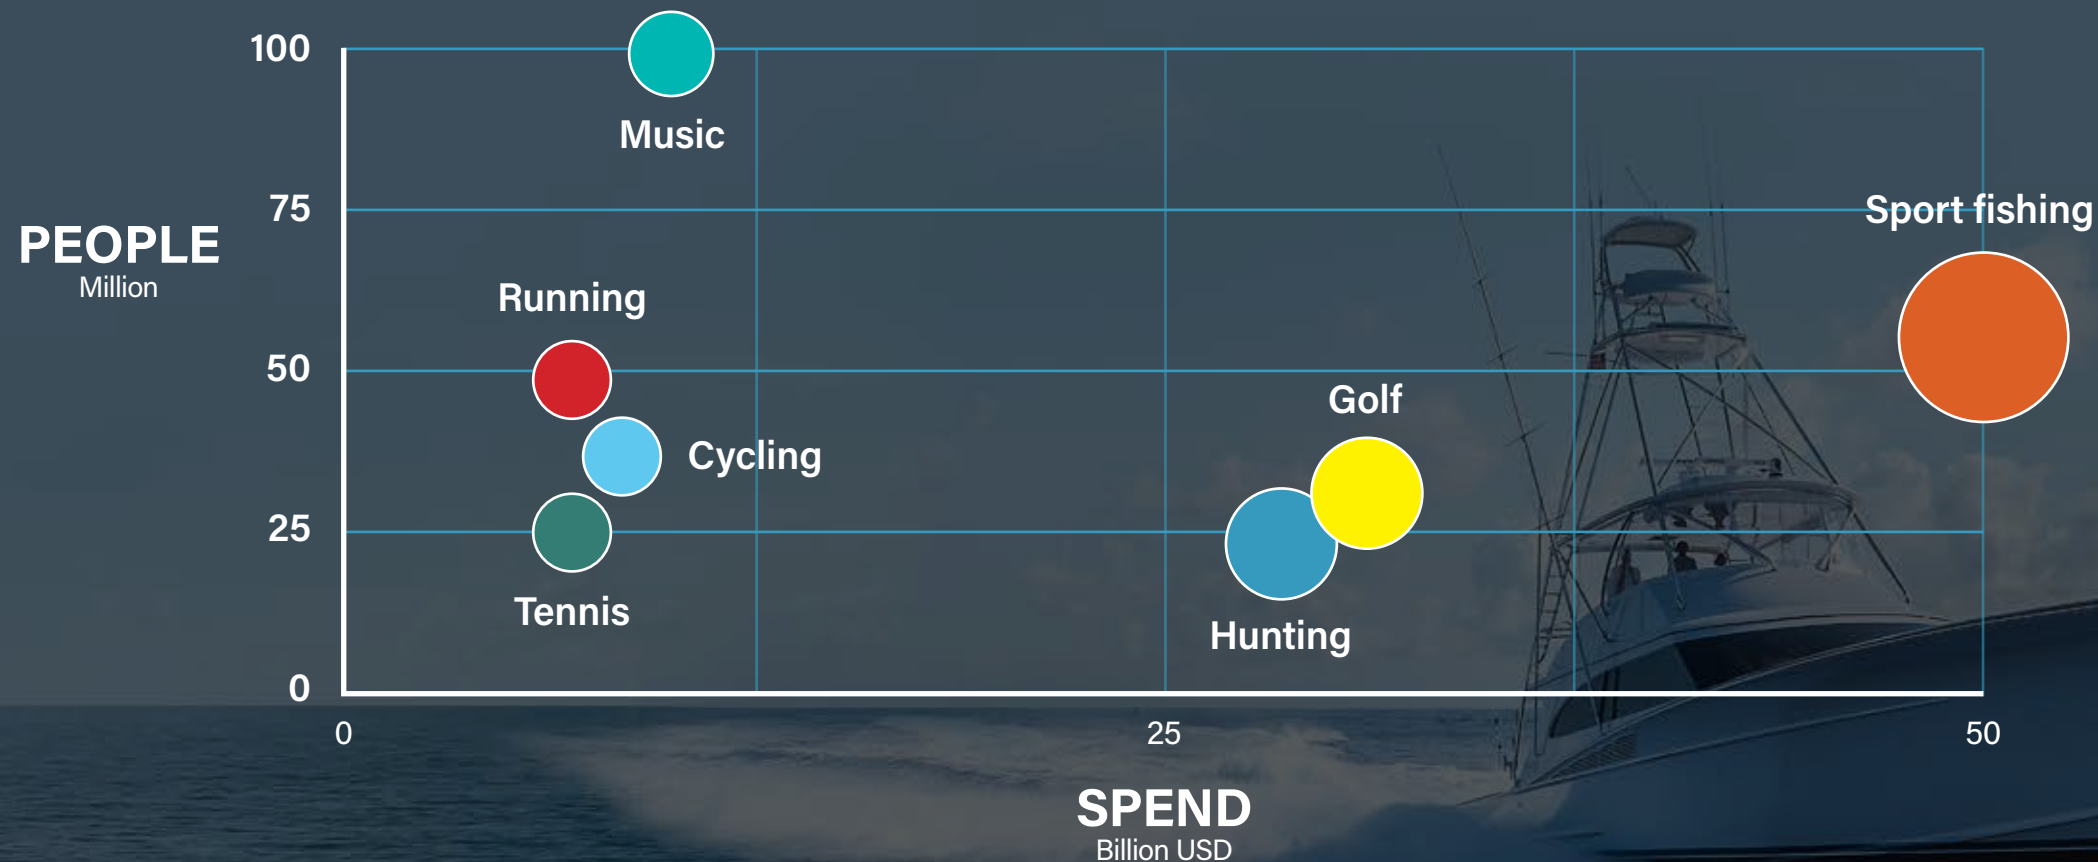 100
Music
75
Sport fishing
PEOPLE
Million
Running
50
Golf
Cycling
25
Tennis
Hunting
0
0 25 50
SPEND
Billion USD